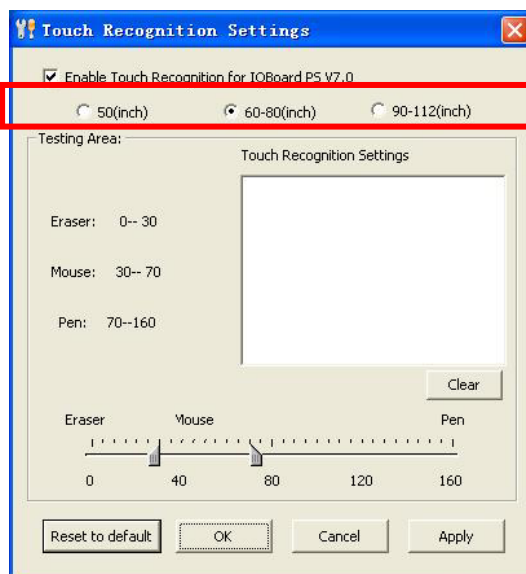 Touch Recognition Settings
Enable Touch Recognition for IQBoard PS V7.0
50(inch) 60-80(inch) 90-112(inch)
Testing Area:
Touch Recognition Settings
Eraser: 0-- 30
Mouse: 30-- 70
Pen: 70--160
Clear
Eraser Mouse Pen
0 40 80 120 160
Reset to default OK Cancel Apply